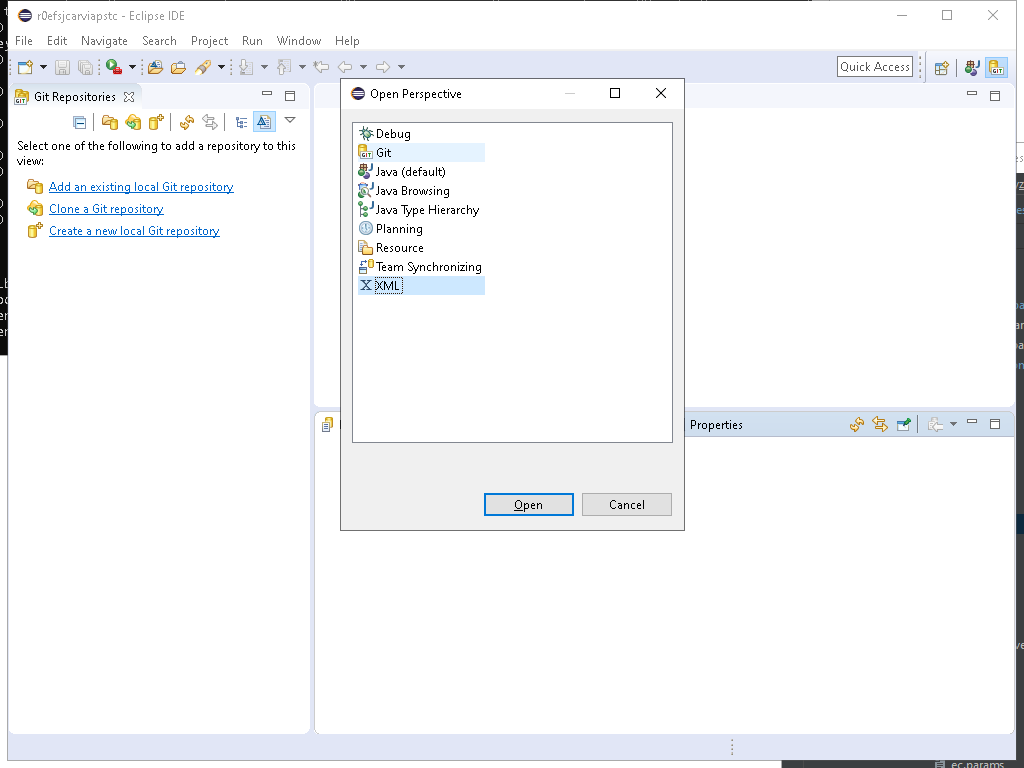 r0efsjcarviapstc - Eclipse IDE
File Edit Navigate Search Project Run Window Help
Quick Access
Git Repositories
Select one of the following to add a repository to this
view:
Add an existing local Git repository
Clone a Git repository
Create a new local Git repository
Open Perspective
Debug
Git
Java (default)
Java Browsing
Java Type Hierarchy
Planning
Resource
Team Synchronizing
XML
Open Cancel
Properties
ec.params